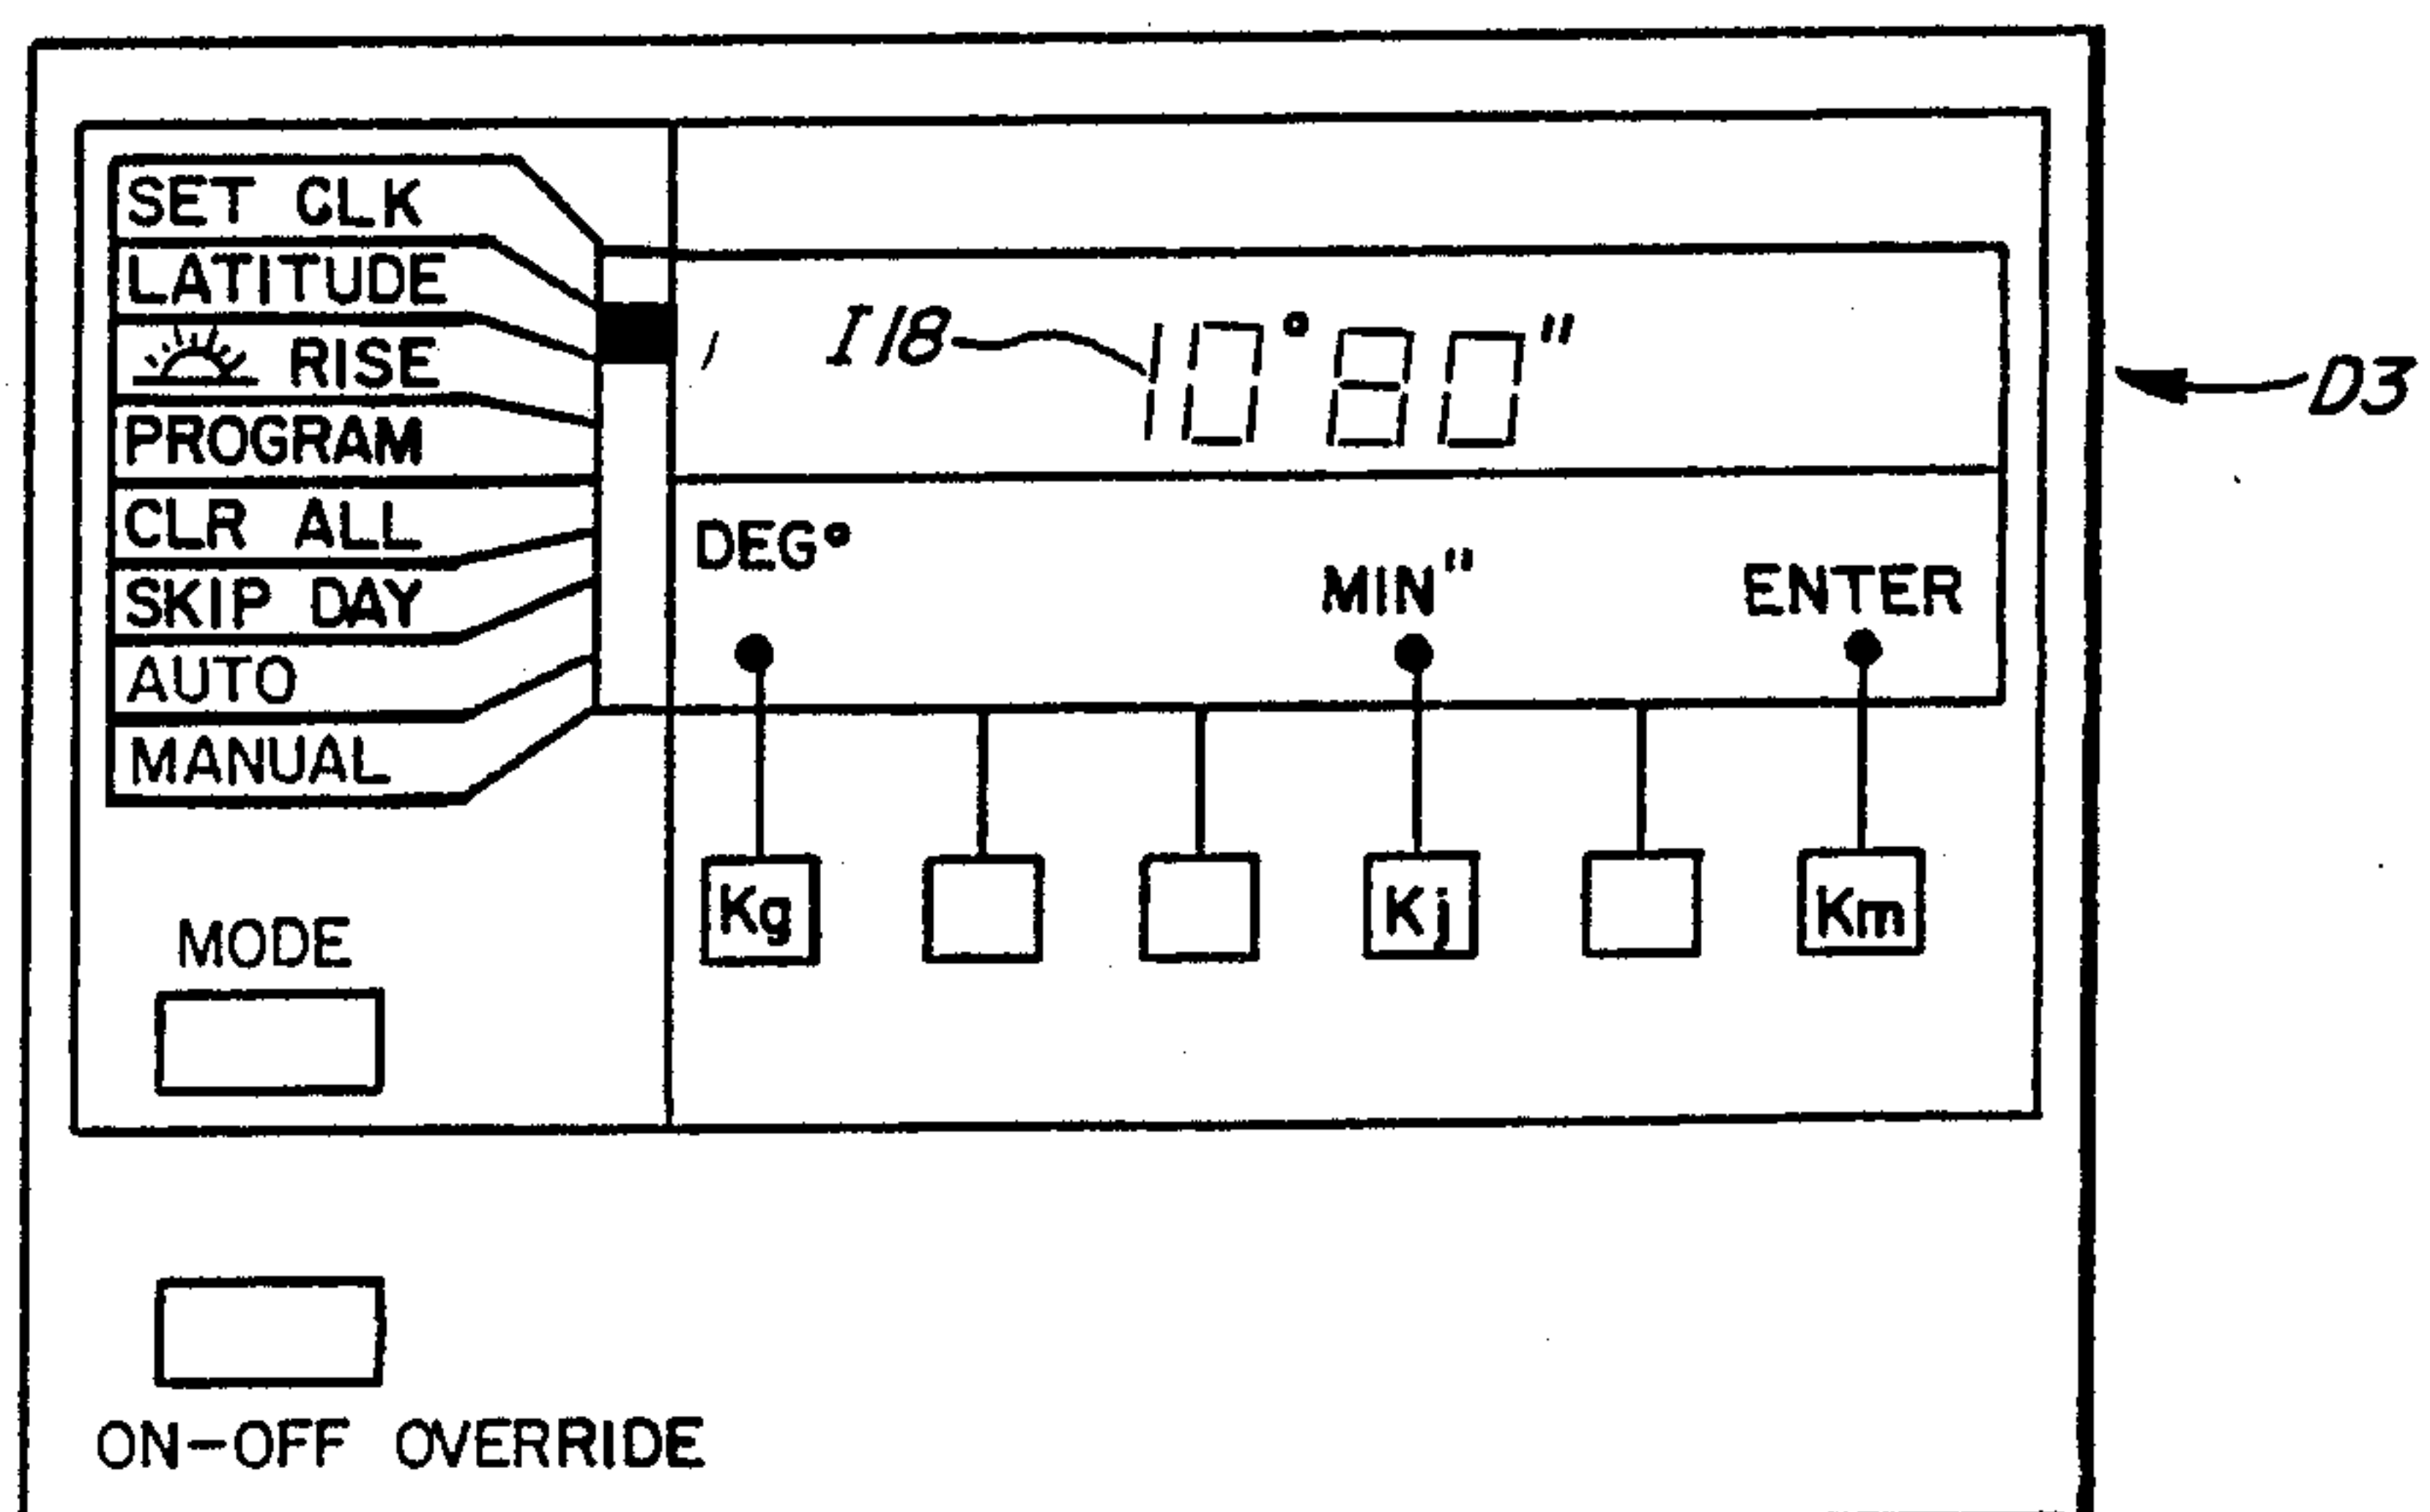 SET CLK
LATITUDE
RISE
PROGRAM
CLR ALL
SKIP DAY
AUTO
MANUAL
I18
10° 80"
D3
DEG°
MIN"
ENTER
Kg
Kj
Km
MODE
ON-OFF OVERRIDE